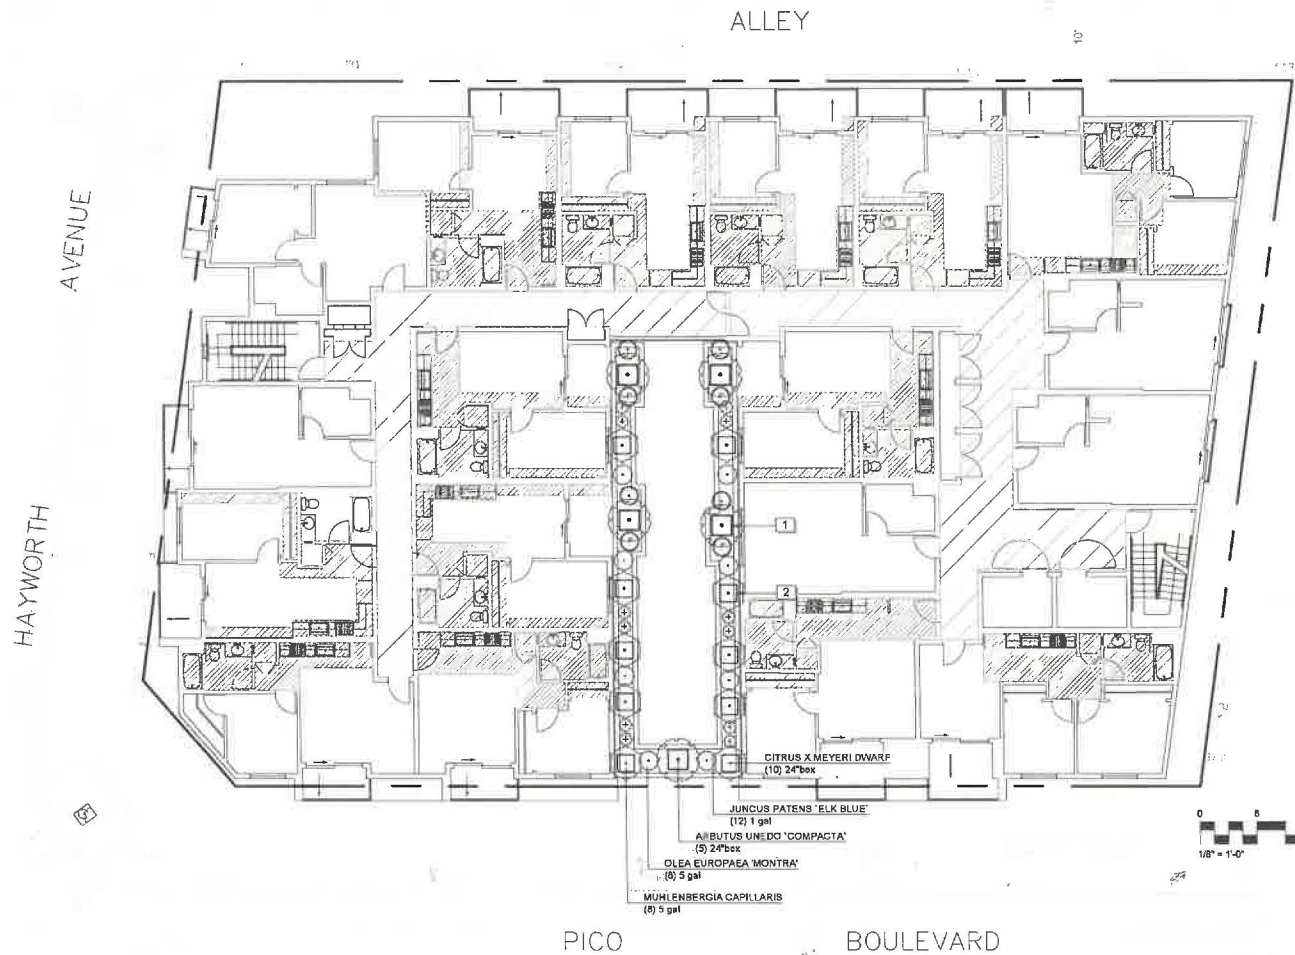 ALLEY
10'
AVENUE
HAYWORTH
1
2
CITRUS X MEYERI DWARF
(10) 24"box
JUNCUS PATENS 'ELK BLUE'
(12) 1 gal
ARBUTUS UNEDO 'COMPACTA'
(5) 24"box
OLEA EUROPAEA 'MONTRA'
(8) 5 gal
MUHLENBERGIA CAPILLARIS
(8) 5 gal
0
1/8" = 1'-0"
PICO BOULEVARD